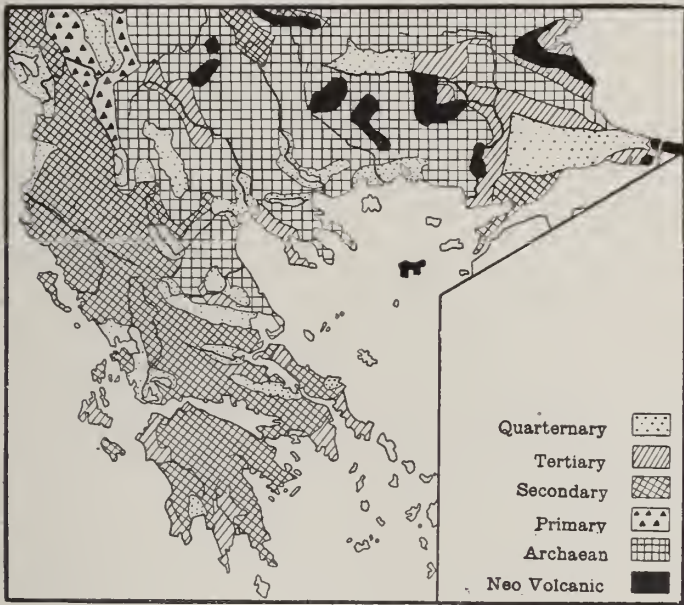 Quarternary
Tertiary
Secondary
Primary
Archaean
Neo Volcanic